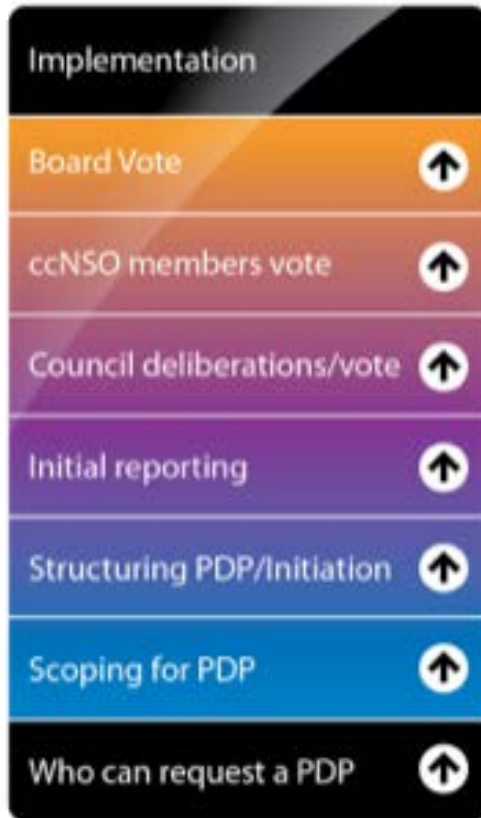 Implementation
Board Vote
ccNSO members vote
Council deliberations/vote
Initial reporting
Structuring PDP/Initiation
Scoping for PDP
Who can request a PDP